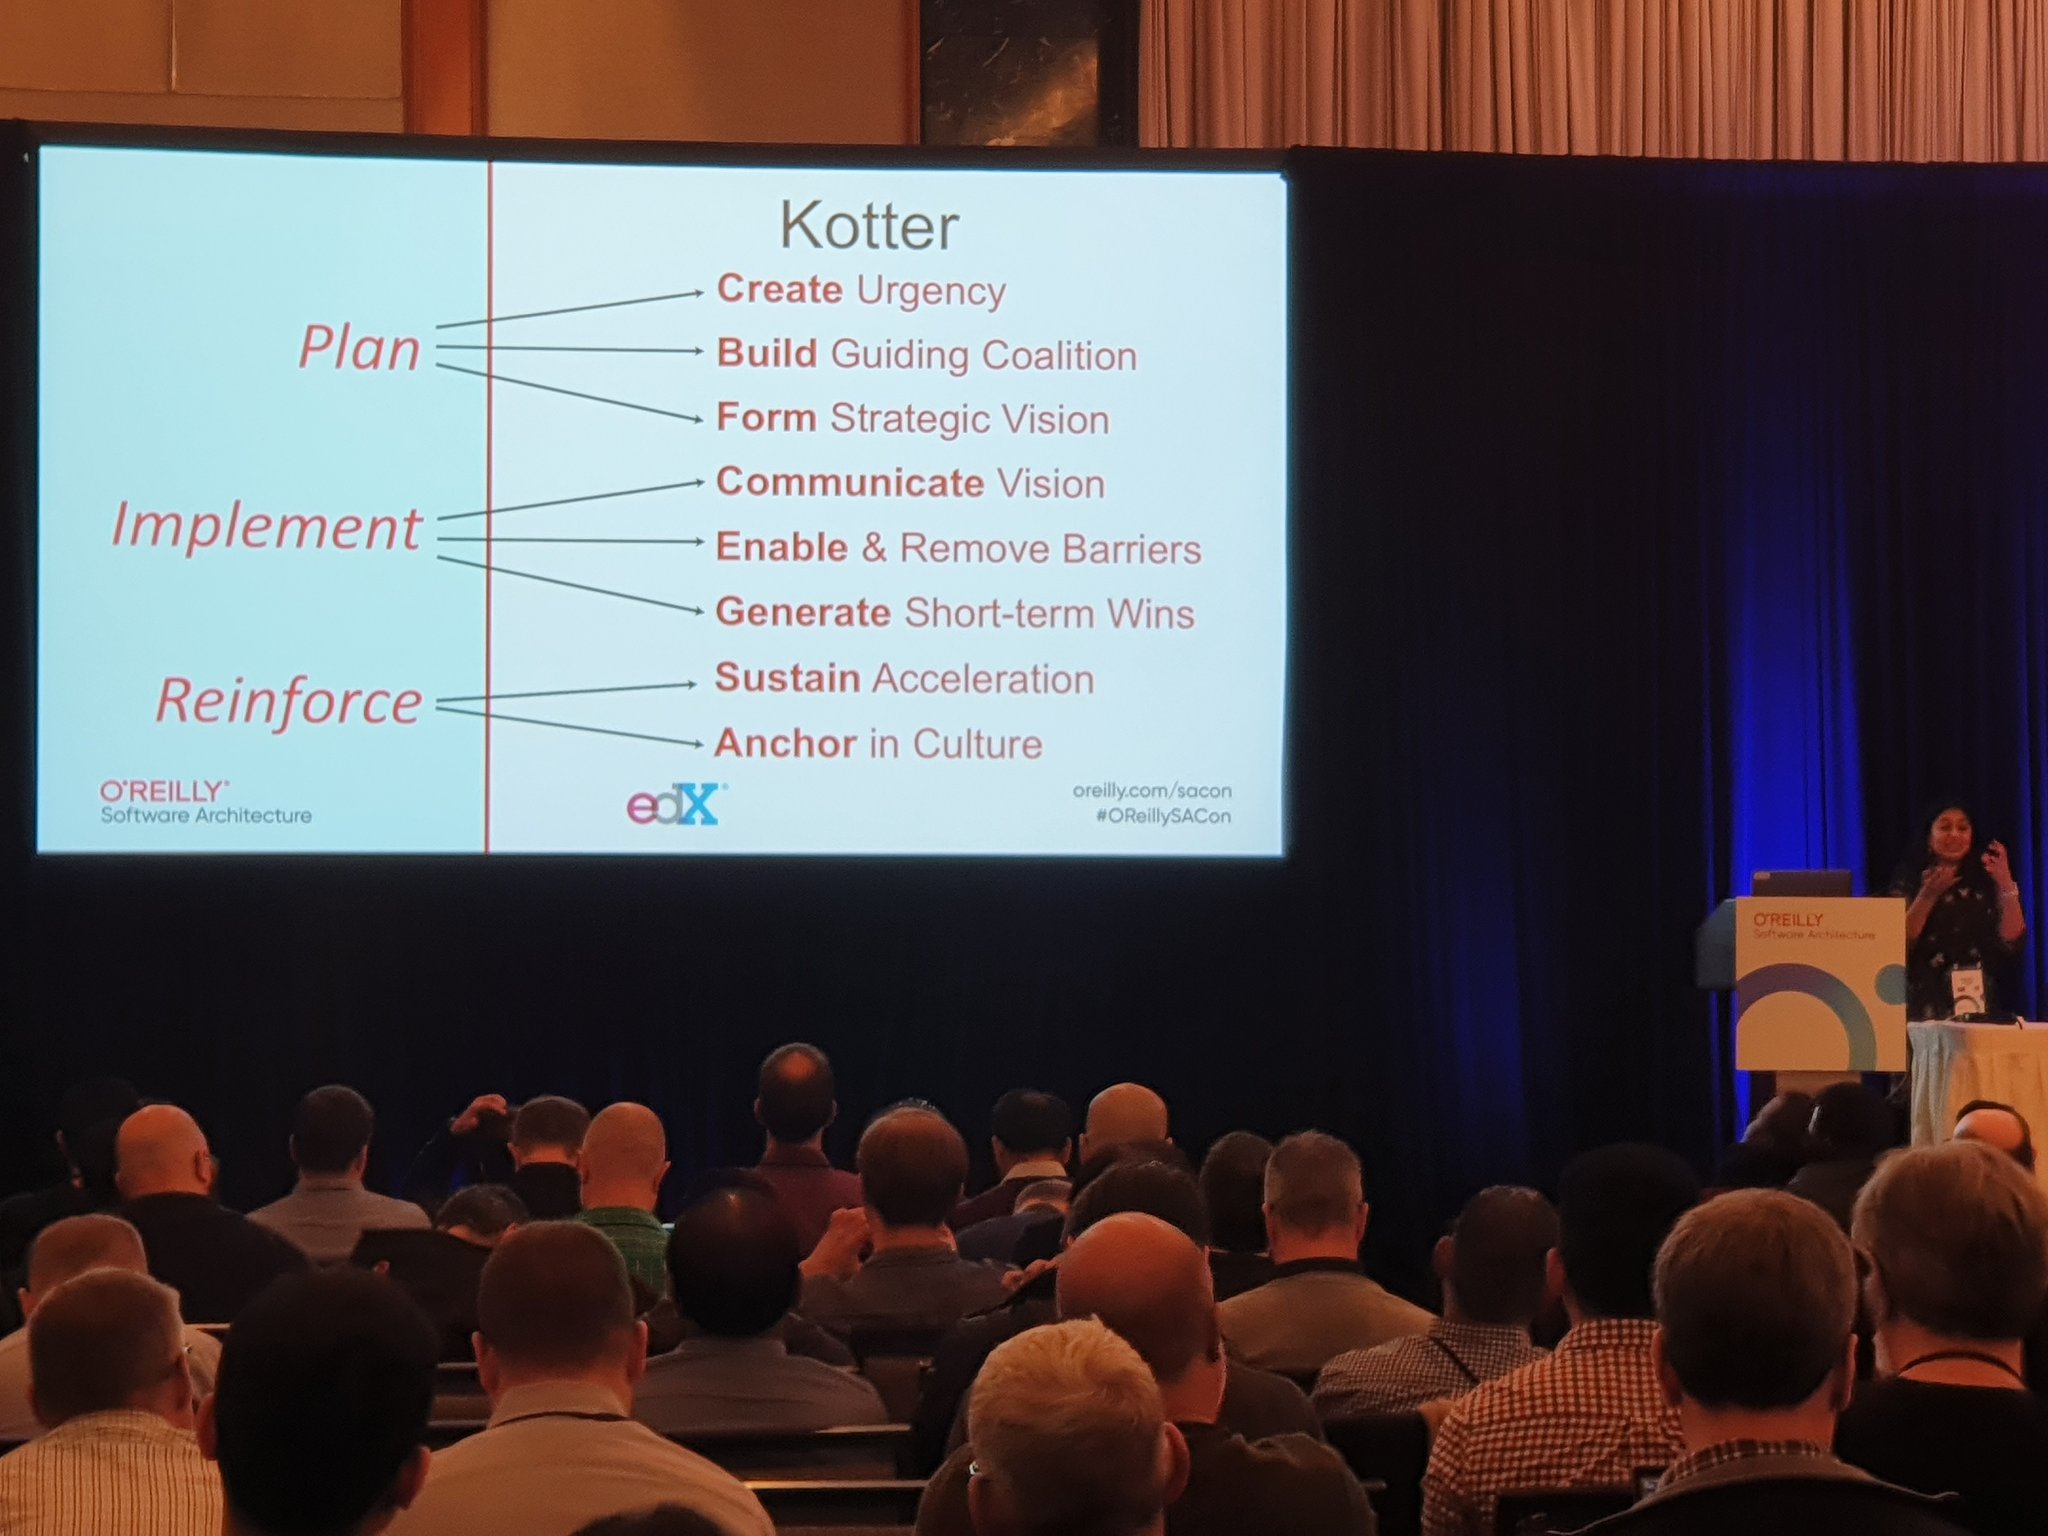 Kotter
Plan
Create Urgency
Build Guiding Coalition
Form Strategic Vision
Implement
Communicate Vision
Enable & Remove Barriers
Generate Short-term Wins
Reinforce
Sustain Acceleration
Anchor in Culture
O'REILLY®
Software Architecture
edX®
oreilly.com/sacon
#OReillySACon
O'REILLY
Software Architecture